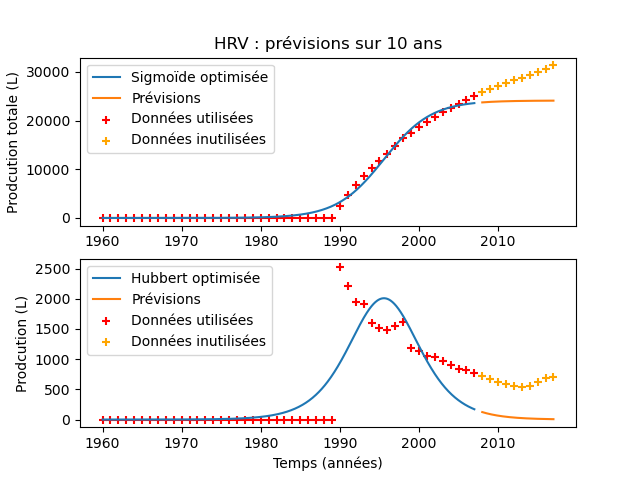 HRV : prévisions sur 10 ans
Prodcution totale (L)
30000
20000
10000
0
Sigmoïde optimisée
Prévisions
Données utilisées
Données inutilisées
1960 1970 1980 1990 2000 2010
Prodcution (L)
2500
2000
1500
1000
500
0
Hubbert optimisée
Prévisions
Données utilisées
Données inutilisées
1960 1970 1980 1990 2000 2010
Temps (années)